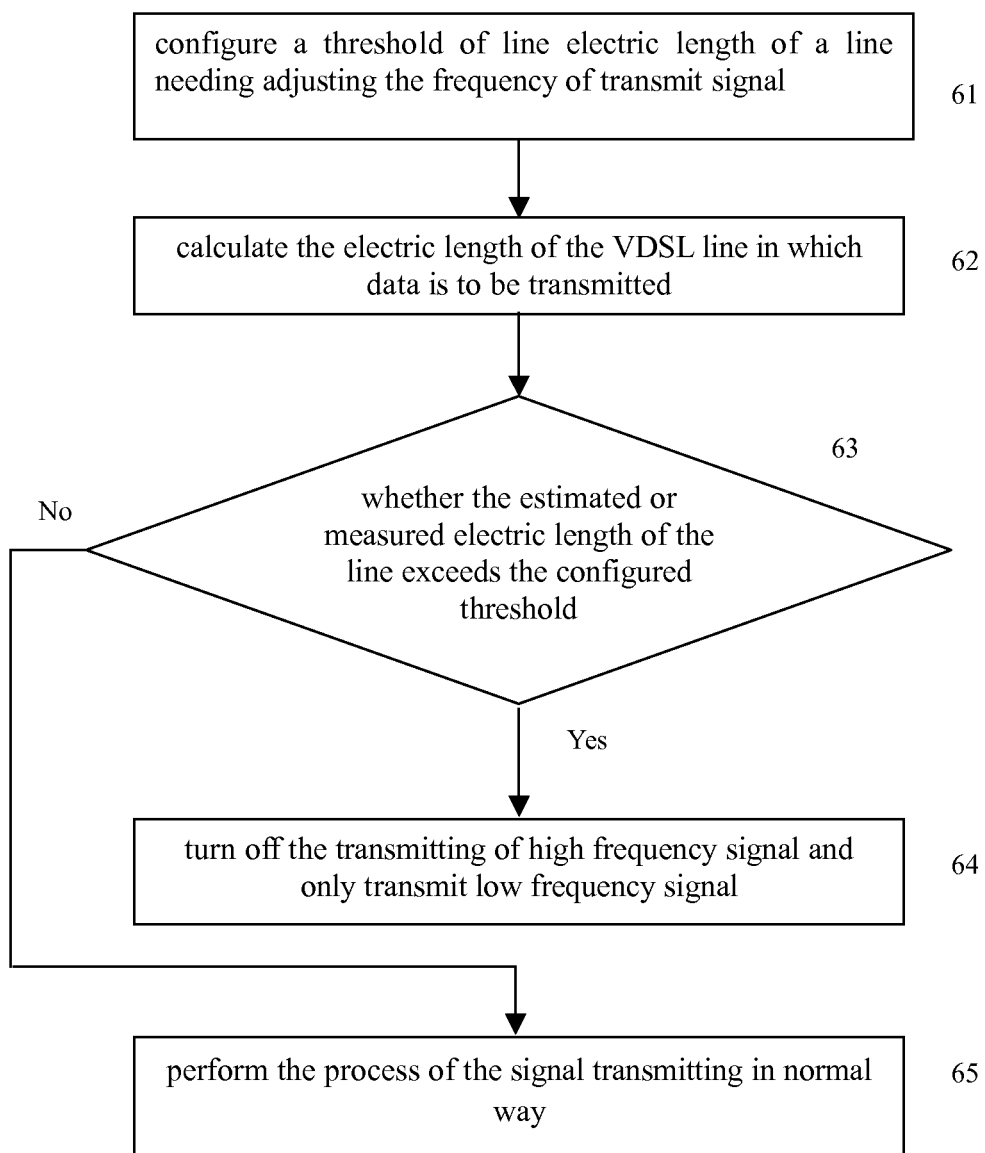 configure a threshold of line electric length of a line
needing adjusting the frequency of transmit signal
61
calculate the electric length of the VDSL line in which
data is to be transmitted
62
63
whether the estimated or
measured electric length of the
line exceeds the configured
threshold
No
Yes
turn off the transmitting of high frequency signal and
only transmit low frequency signal
64
perform the process of the signal transmitting in normal
way
65